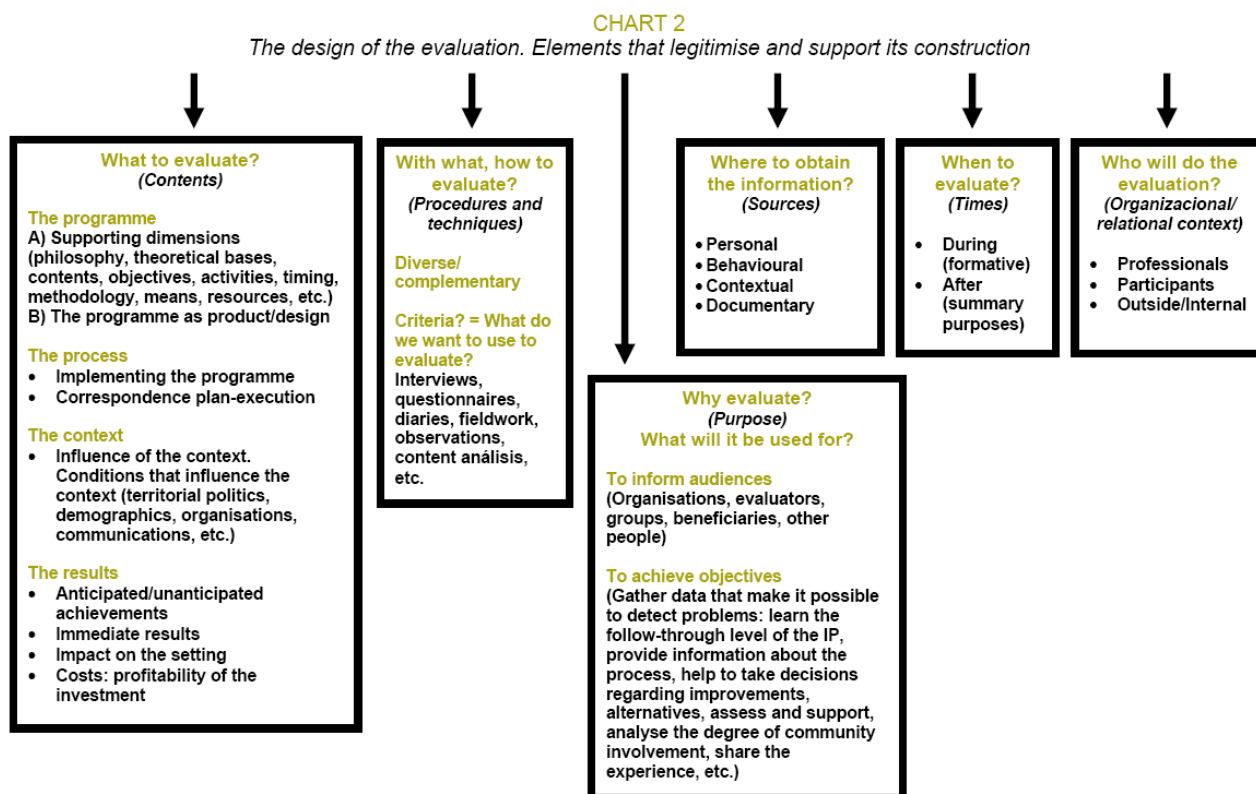 CHART 2
The design of the evaluation. Elements that legitimise and support its construction
What to evaluate?
(Contents)
The programme
A) Supporting dimensions
(philosophy, theoretical bases,
contents, objectives, activities, timing,
methodology, means, resources, etc.)
B) The programme as product/design
The process
• Implementing the programme
• Correspondence plan-execution
The context
• Influence of the context.
Conditions that influence the
context (territorial politics,
demographics, organisations,
communications, etc.)
The results
• Anticipated/unanticipated
achievements
• Immediate results
• Impact on the setting
• Costs: profitability of the
investment
With what, how to
evaluate?
(Procedures and
techniques)
Diverse/
complementary
Criteria? = What do
we want to use to
evaluate?
Interviews,
questionnaires,
diaries, fieldwork,
observations,
content análisis,
etc.
Where to obtain
the information?
(Sources)
• Personal
• Behavioural
• Contextual
• Documentary
When to
evaluate?
(Times)
• During
(formative)
• After
(summary
purposes)
Who will do the
evaluation?
(Organizacional/
relational context)
• Professionals
• Participants
• Outside/Internal
Why evaluate?
(Purpose)
What will it be used for?
To inform audiences
(Organisations, evaluators,
groups, beneficiaries, other
people)
To achieve objectives
(Gather data that make it possible
to detect problems: learn the
follow-through level of the IP,
provide information about the
process, help to take decisions
regarding improvements,
alternatives, assess and support,
analyse the degree of community
involvement, share the
experience, etc.)